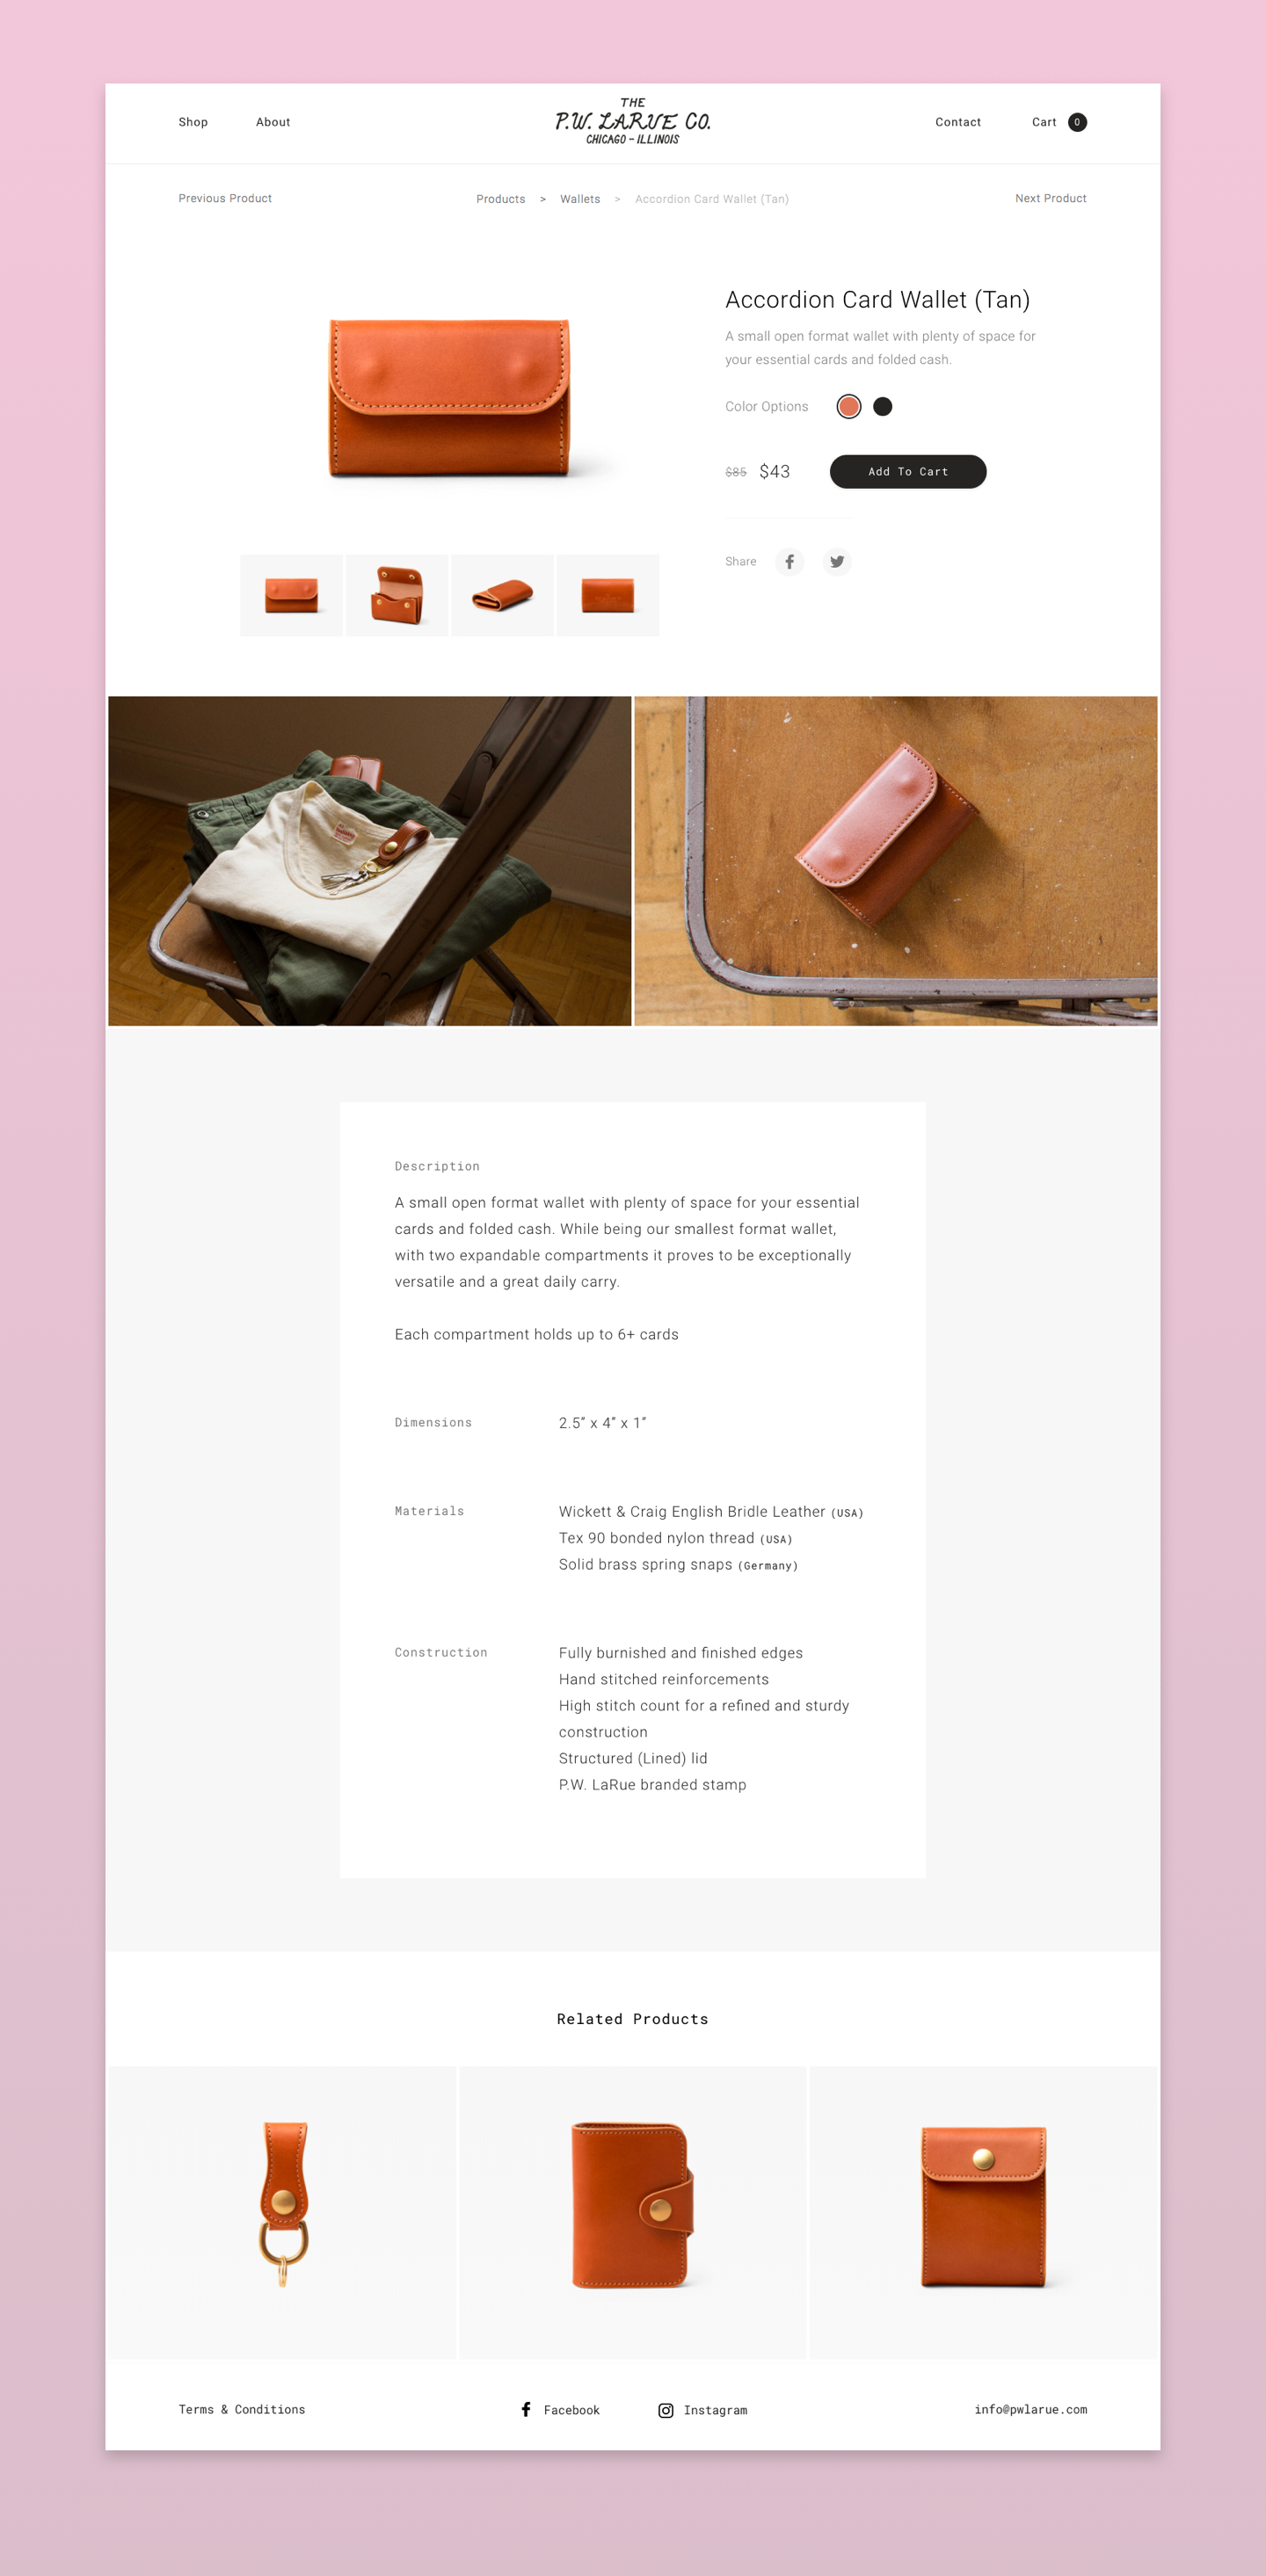 Shop
About
THE
P.W. LARUE CO.
CHICAGO - ILLINOIS
Contact
Cart 0
Previous Product
Products > Wallets > Accordion Card Wallet (Tan)
Next Product
Accordion Card Wallet (Tan)
A small open format wallet with plenty of space for
your essential cards and folded cash.
Color Options
$85 $43
Add To Cart
Share
Description
A small open format wallet with plenty of space for your essential
cards and folded cash. While being our smallest format wallet,
with two expandable compartments it proves to be exceptionally
versatile and a great daily carry.
Each compartment holds up to 6+ cards
Dimensions
2.5” x 4” x 1”
Materials
Wickett & Craig English Bridle Leather (USA)
Tex 90 bonded nylon thread (USA)
Solid brass spring snaps (Germany)
Construction
Fully burnished and finished edges
Hand stitched reinforcements
High stitch count for a refined and sturdy
construction
Structured (Lined) lid
P.W. LaRue branded stamp
Related Products
Terms & Conditions
Facebook
Instagram
info@pwlarue.com